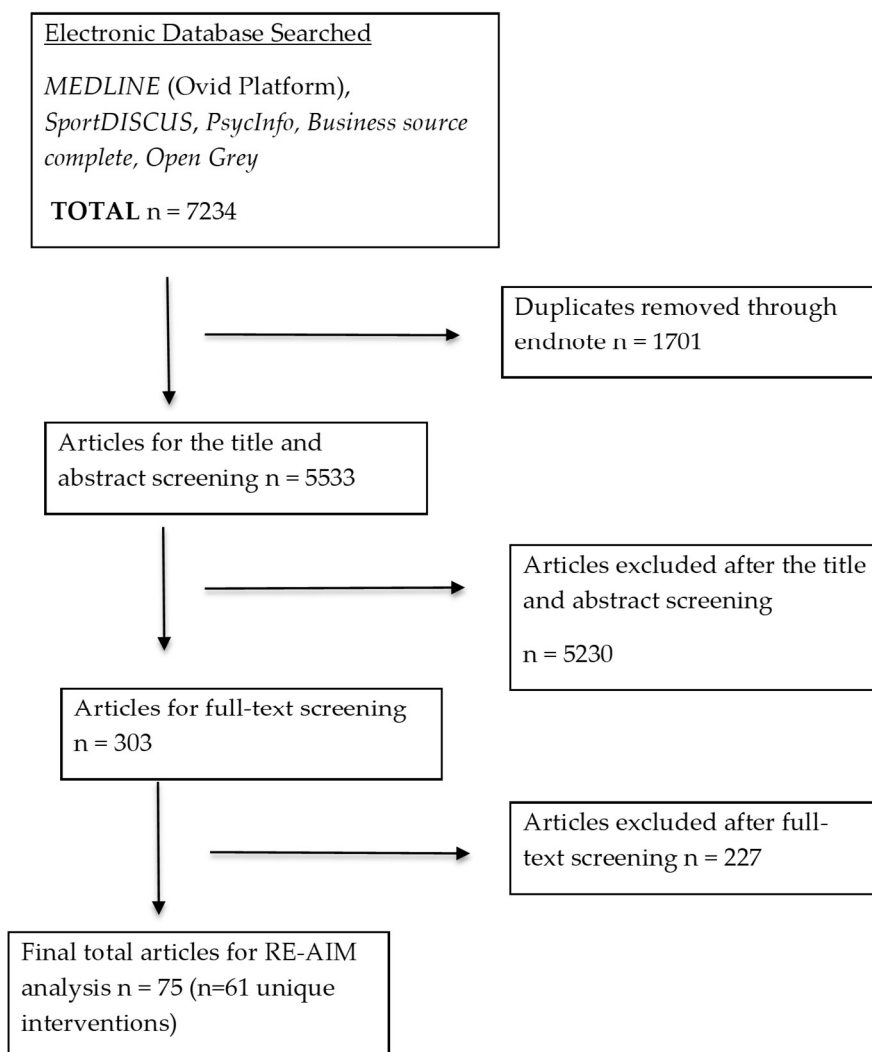 Electronic Database Searched
MEDLINE (Ovid Platform),
SportDISCUS, PsycInfo, Business source
complete, Open Grey
TOTAL n = 7234
Duplicates removed through
endnote n = 1701
Articles for the title and
abstract screening n = 5533
Articles excluded after the title
and abstract screening
n = 5230
Articles for full-text screening
n = 303
Articles excluded after full-
text screening n = 227
Final total articles for RE-AIM
analysis n = 75 (n=61 unique
interventions)